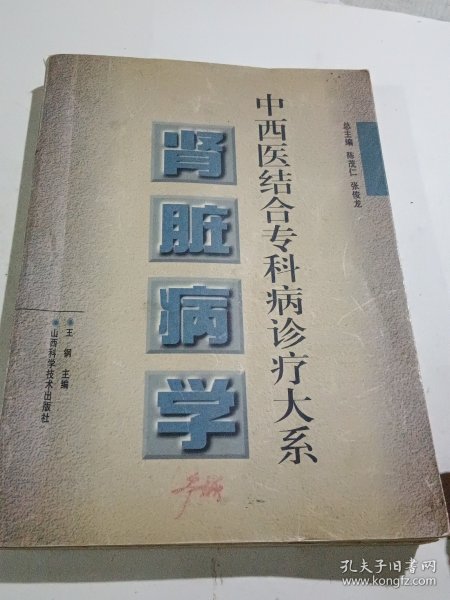 总主编 陈茂仁 张俊龙
中西医结合专科病诊疗大系
肾脏病学
王钢 主编
山西科学技术出版社
孔夫子旧书网
www.kongfz.com